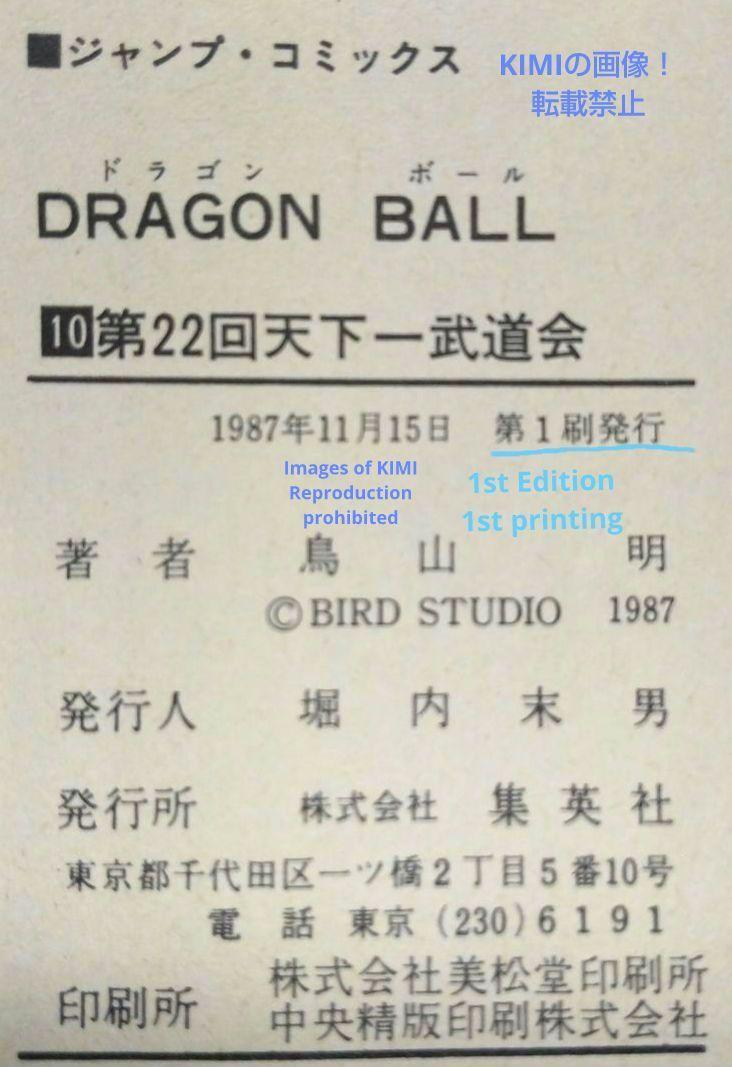 ■ジャンプ・コミックス
KIMIの画像！
転載禁止
ドラゴン ボール
DRAGON BALL
10第22回天下一武道会
1987年11月15日 第1刷発行
Images of KIMI
Reproduction
prohibited
1st Edition
1st printing
著者 鳥山明
©BIRD STUDIO 1987
発行人 堀内末男
発行所 株式会社 集英社
東京都千代田区一ツ橋2丁目5番10号
電話 東京(230)6191
印刷所 株式会社美松堂印刷所
中央精版印刷株式会社